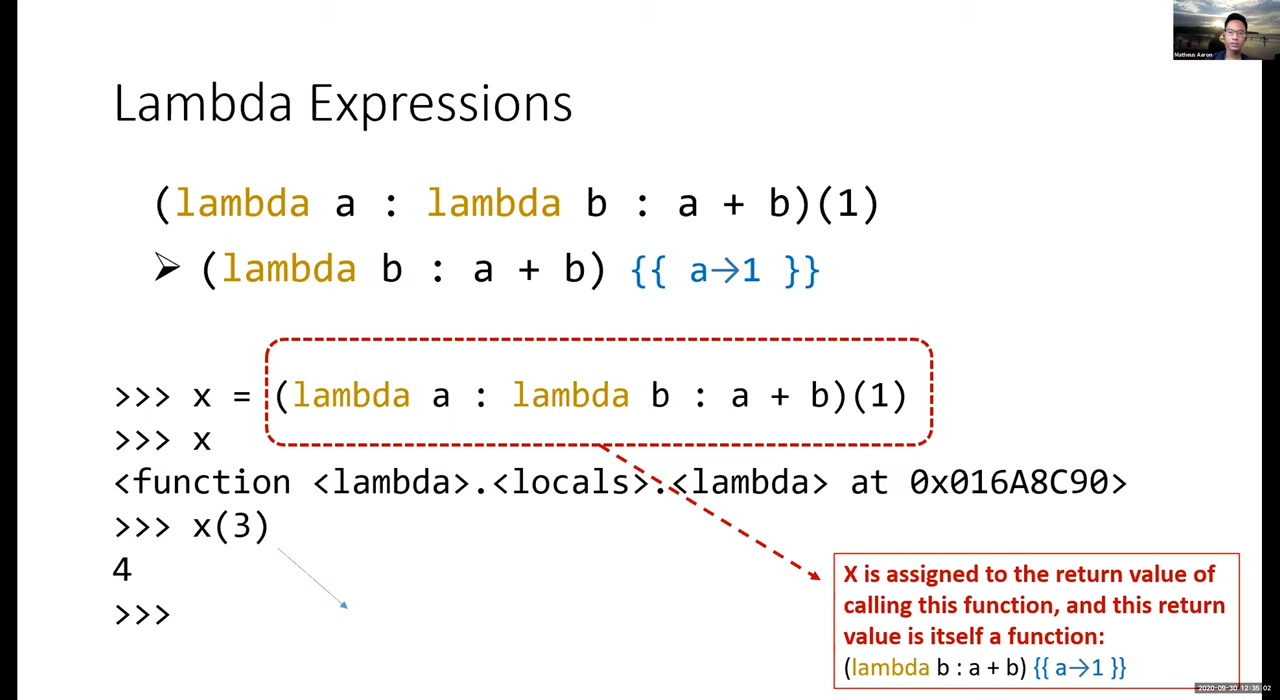 Matheus Aaron
Lambda Expressions
(lambda a : lambda b : a + b)(1)
➢ (lambda b : a + b) {{ a→1 }}
>>> x = (lambda a : lambda b : a + b)(1)
>>> x
<function <lambda>.<locals>.<lambda> at 0x016A8C90>
>>> x(3)
4
>>>
X is assigned to the return value of
calling this function, and this return
value is itself a function:
(lambda b : a + b) {{ a→1 }}
2020-09-30 12:35:02